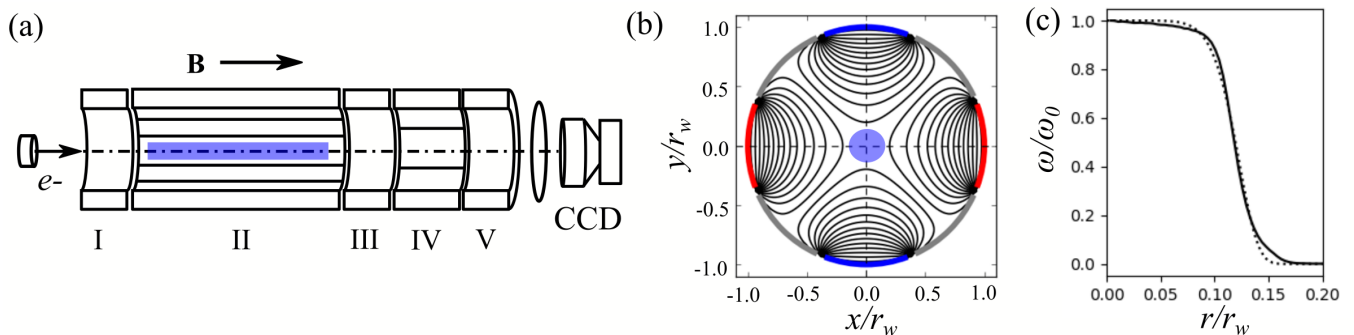 (a)
B
e-
I II III IV V
CCD
(b)
y/r_w
1.0
0.5
0.0
-0.5
-1.0
-1.0 -0.5 0.0 0.5 1.0
x/r_w
(c)
ω/ω_0
1.0
0.8
0.6
0.4
0.2
0.0
0.00 0.05 0.10 0.15 0.20
r/r_w